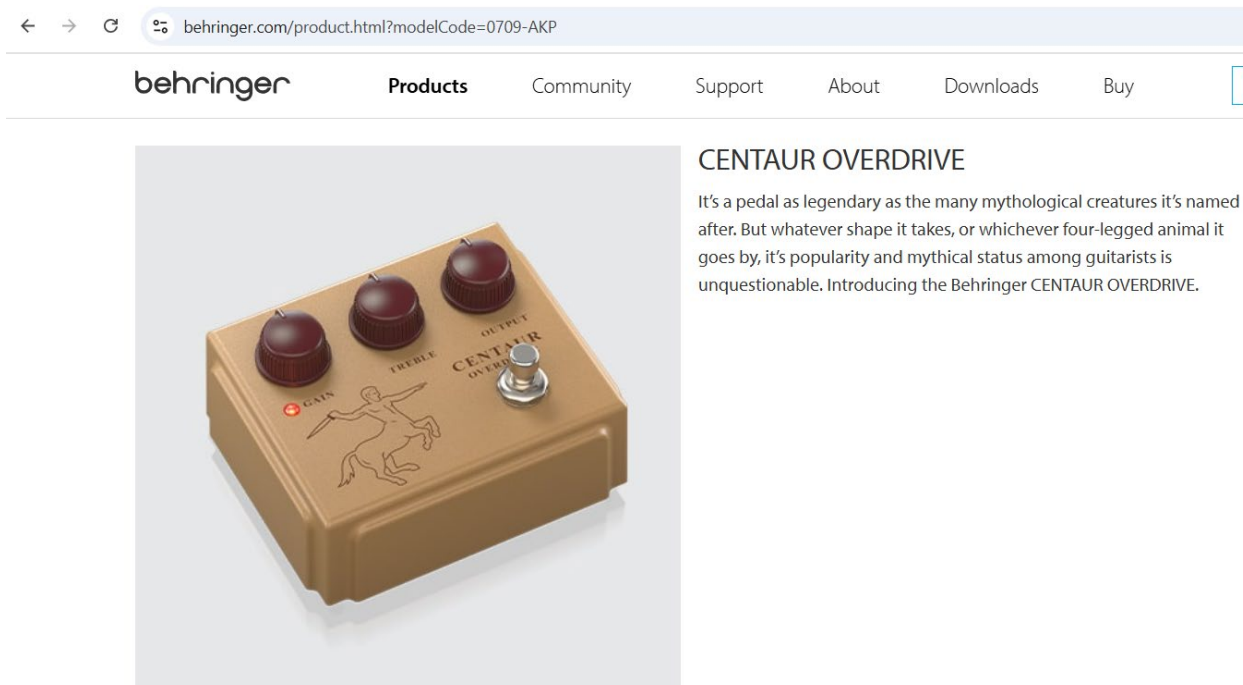 behringer.com/product.html?modelCode=0709-AKP
behringer
Products
Community
Support
About
Downloads
Buy
CENTAUR OVERDRIVE
It's a pedal as legendary as the many mythological creatures it's named
after. But whatever shape it takes, or whichever four-legged animal it
goes by, it's popularity and mythical status among guitarists is
unquestionable. Introducing the Behringer CENTAUR OVERDRIVE.
OUTPUT
TREBLE
CENTAUR
GAIN